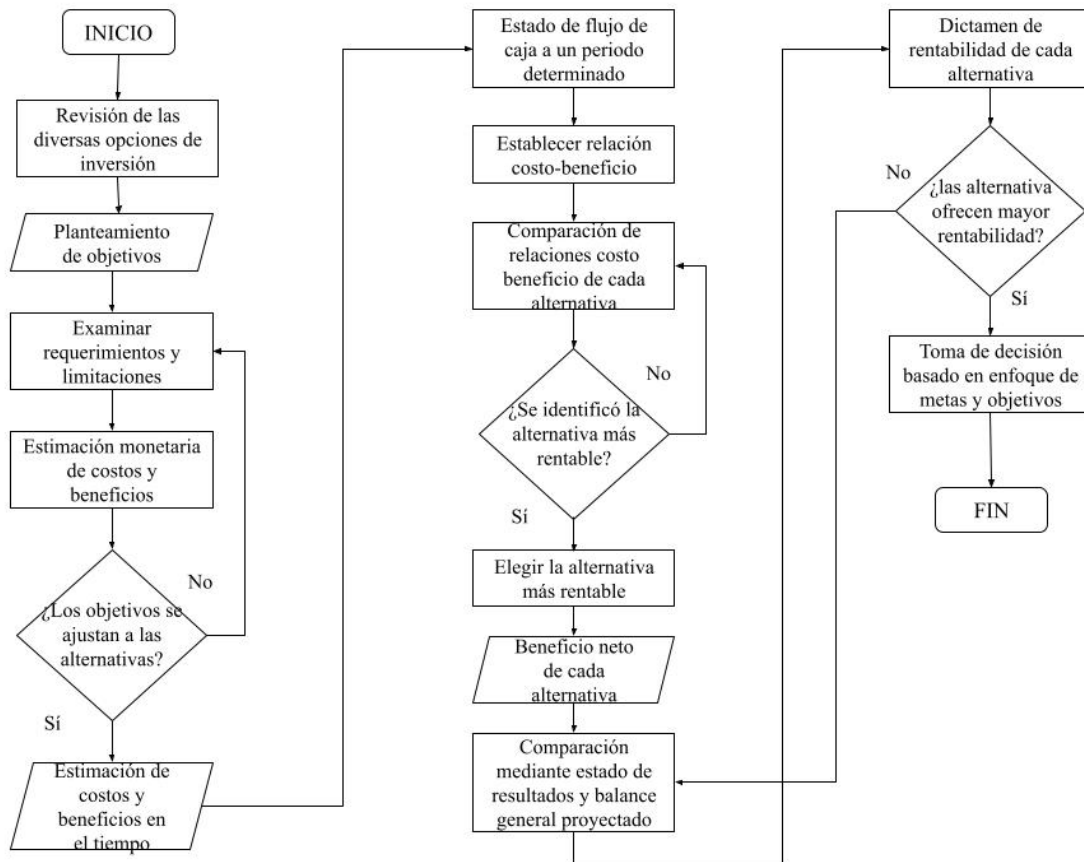 INICIO
Revisión de las
diversas opciones de
inversión
Planteamiento
de objetivos
Examinar
requerimientos y
limitaciones
Estimación monetaria
de costos y
beneficios
No
¿Los objetivos se
ajustan a las
alternativas?
Sí
Estimación de
costos y
beneficios en
el tiempo
Estado de flujo de
caja a un periodo
determinado
Establecer relación
costo-beneficio
Comparación de
relaciones costo
beneficio de cada
alternativa
No
¿Se identificó la
alternativa más
rentable?
Sí
Elegir la alternativa
más rentable
Beneficio neto
de cada
alternativa
Comparación
mediante estado de
resultados y balance
general proyectado
Dictamen de
rentabilidad de cada
alternativa
No
¿las alternativa
ofrecen mayor
rentabilidad?
Sí
Toma de decisión
basado en enfoque de
metas y objetivos
FIN